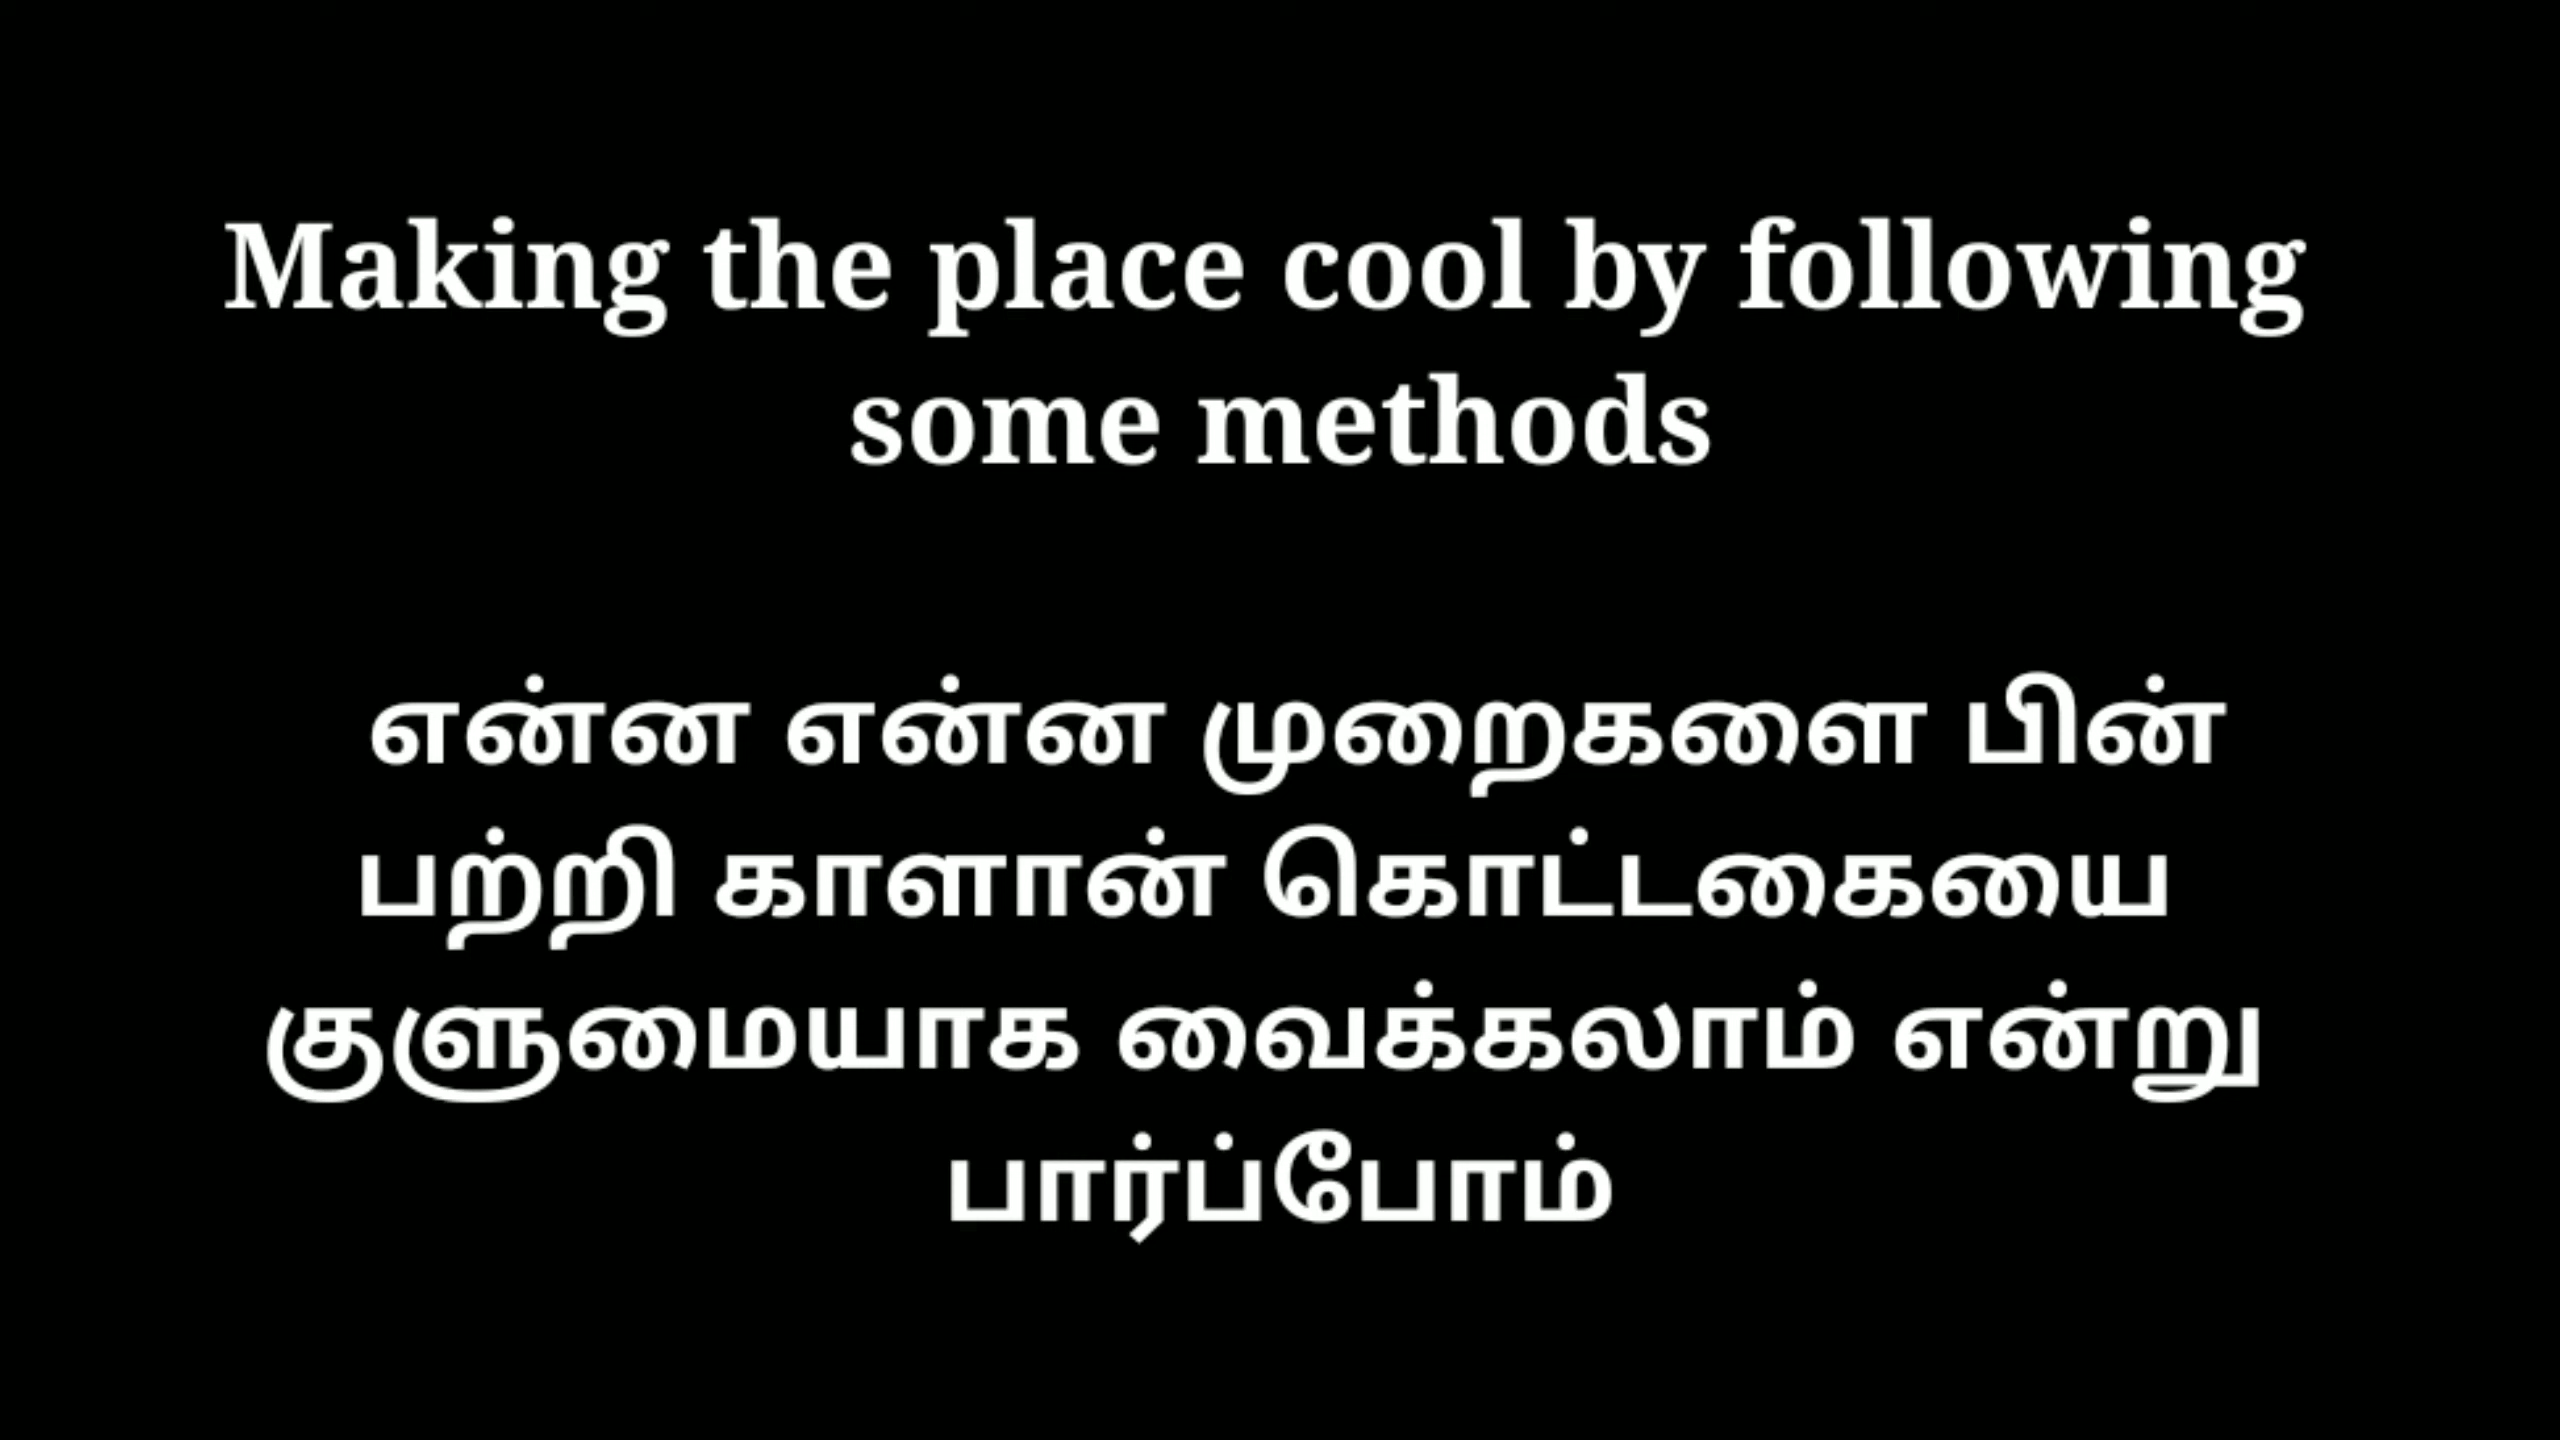 Making the place cool by following
some methods
என்ன என்ன முறைகளை பின்
பற்றி காளான் கொட்டகையை
குளுமையாக வைக்கலாம் என்று
பார்ப்போம்